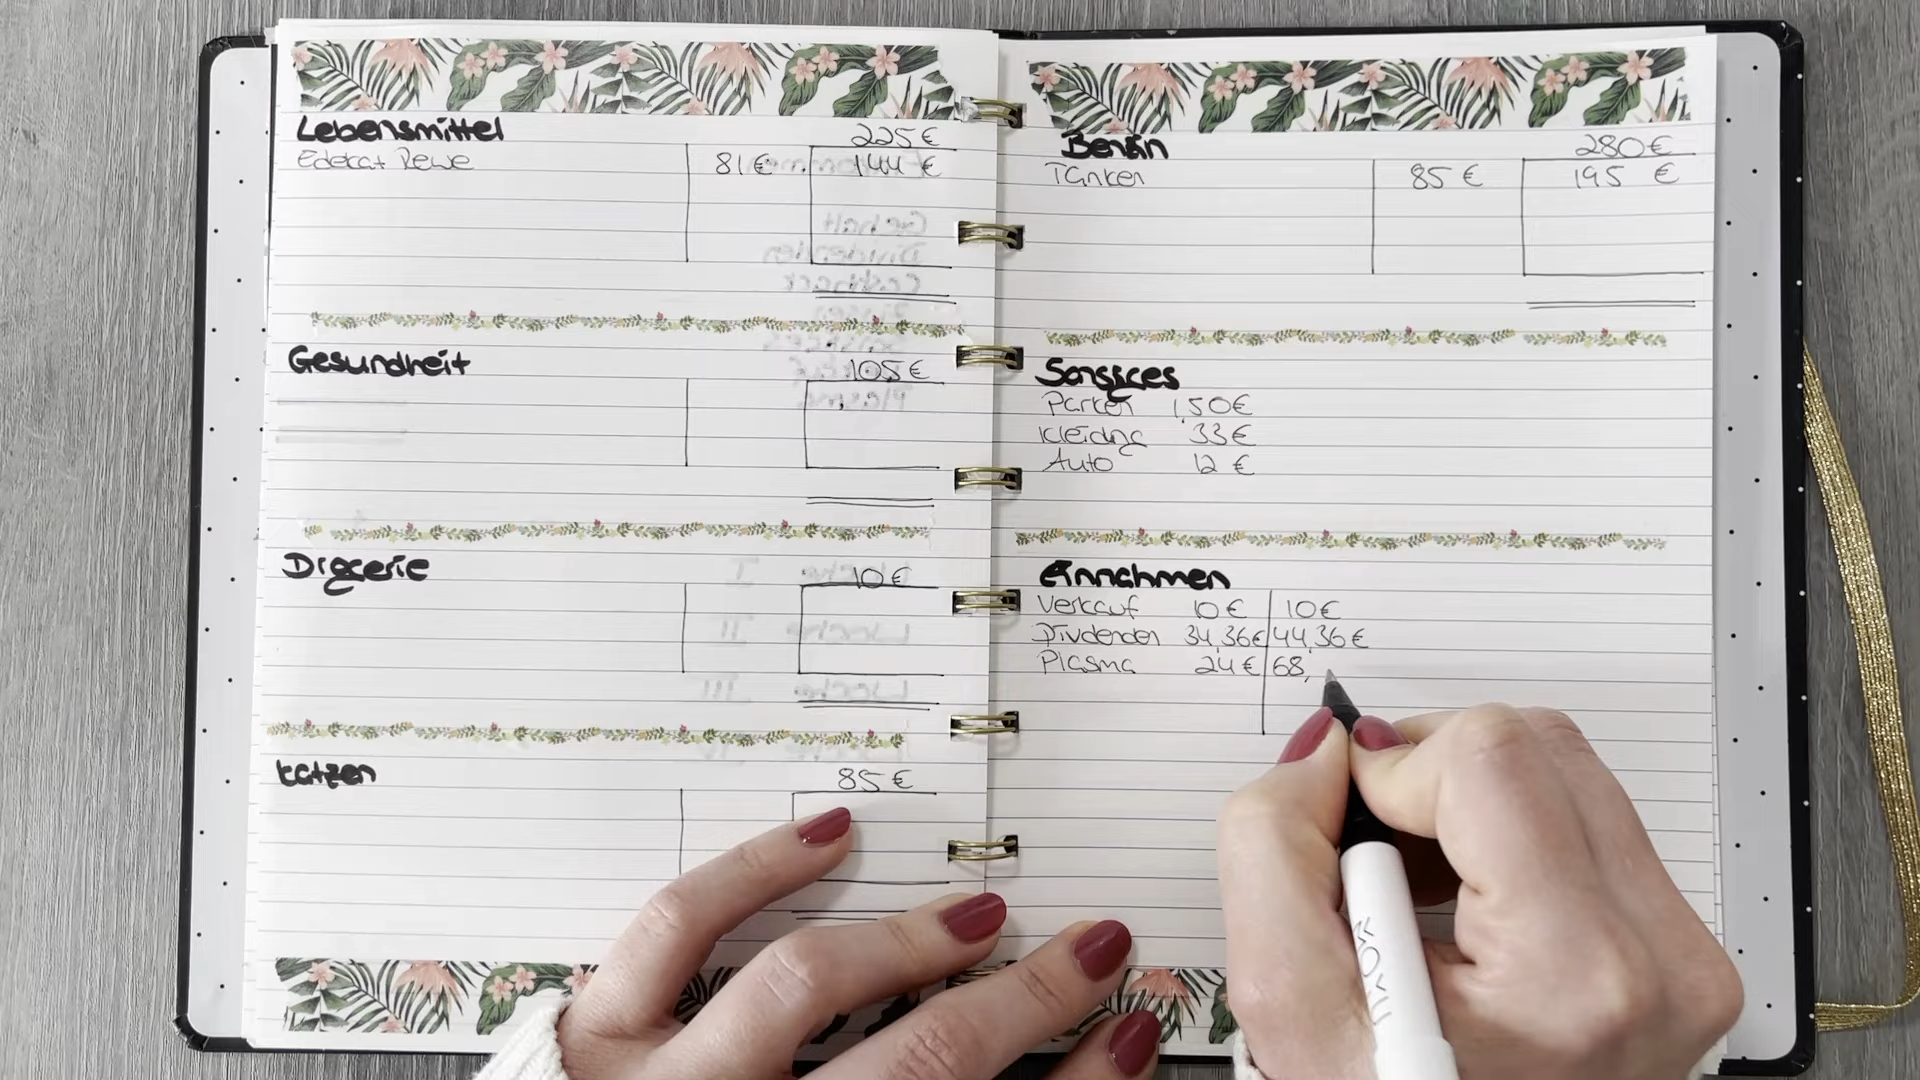 Lebensmittel
225€
Edeka+Rewe 81€ 144€
Gesundheit
105€
Drogerie
10€
Katzen
85€
Benzin
280€
Tanken 85€ 195 €
Sonstiges
Parken 1,50€
Kleidung 33€
Auto 12 €
Einnahmen
Verkauf 10€ 10€
Dividenden 34,36€ 44,36€
Plasma 24€ 68,